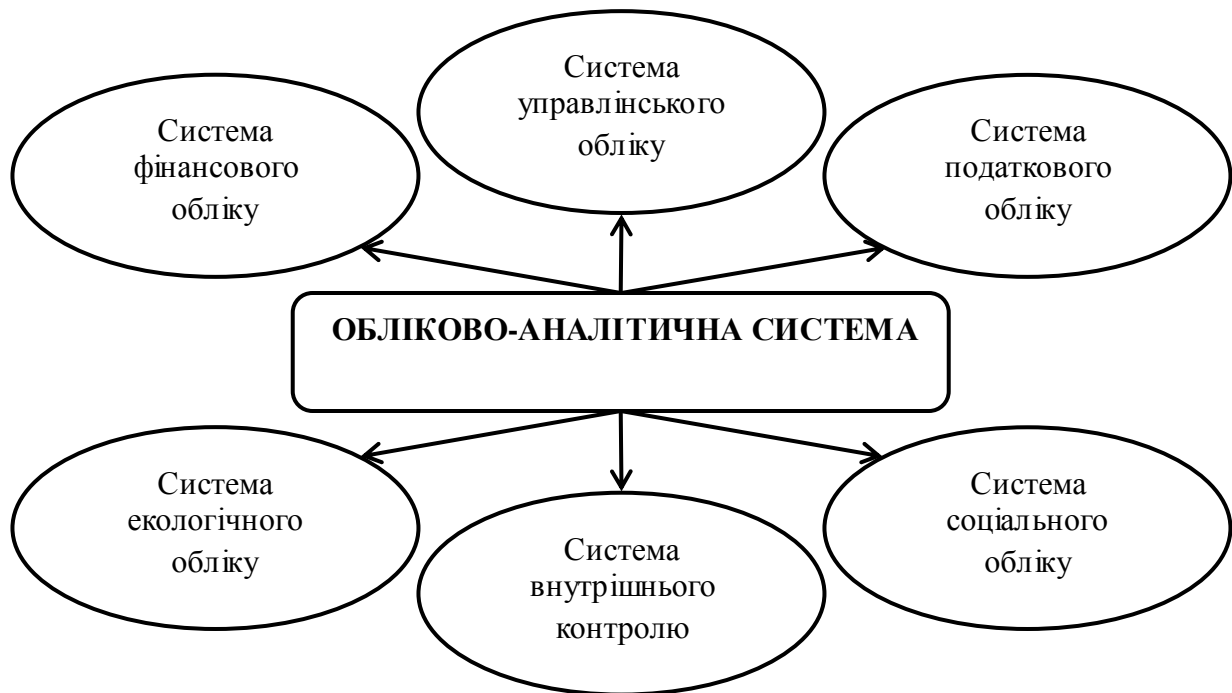 Система
управлінського
обліку
Система
фінансового
обліку
Система
податкового
обліку
ОБЛІКОВО-АНАЛІТИЧНА СИСТЕМА
Система
екологічного
обліку
Система
внутрішнього
контролю
Система
соціального
обліку